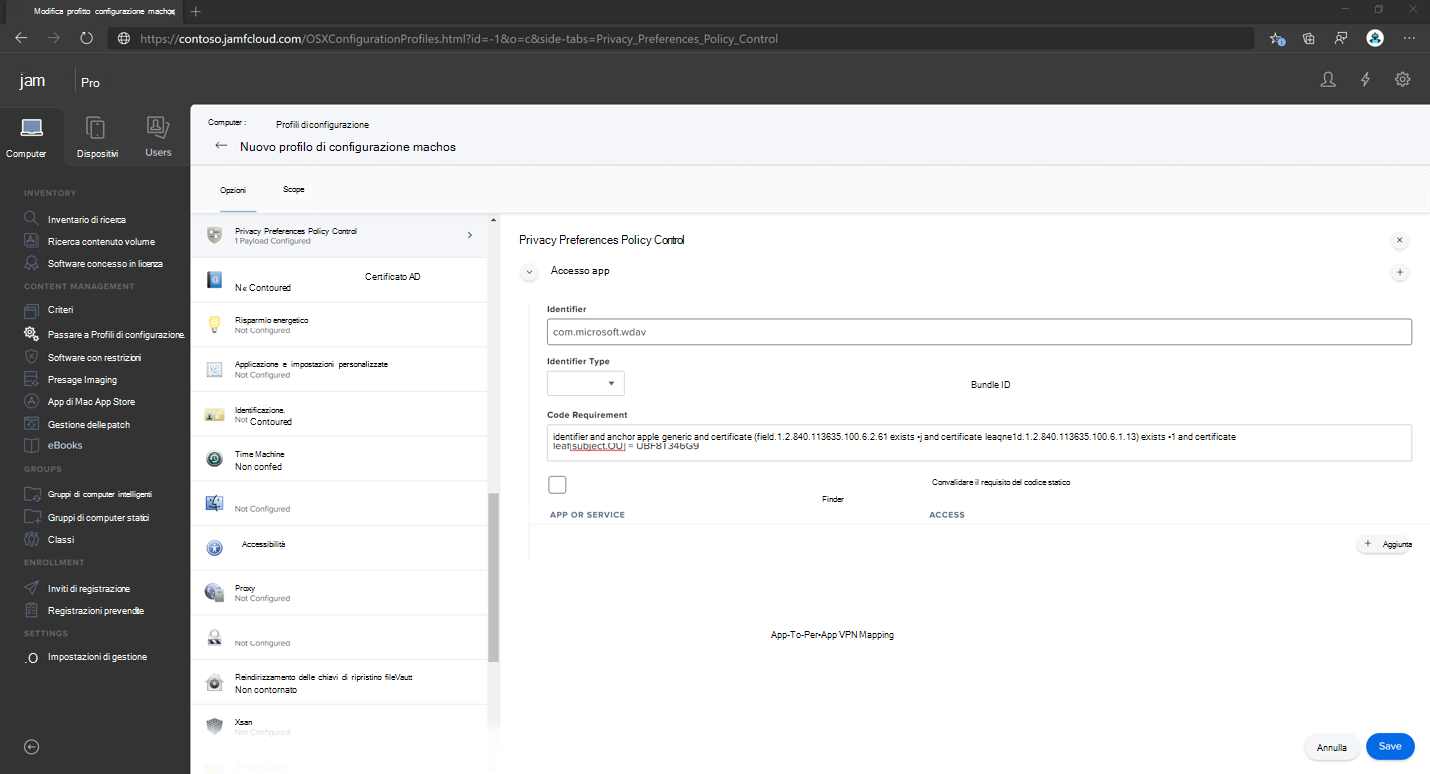 Modifica profitto configurazione machos
https://contoso.jamfcloud.com/OSXConfigurationProfiles.html?id=-1&o=c&side-tabs=Privacy_Preferences_Policy_Control
jam Pro
Computer
Dispositivi
Users
INVENTORY
Inventario di ricerca
Ricerca contenuto volume
Software concesso in licenza
CONTENT MANAGEMENT
Criteri
Passare a Profili di configurazione.
Software con restrizioni
Presage Imaging
App di Mac App Store
Gestione delle patch
eBooks
GROUPS
Gruppi di computer intelligenti
Gruppi di computer statici
Classi
ENROLLMENT
Inviti di registrazione
Registrazioni prevendite
SETTINGS
.O Impostazioni di gestione
Computer : Profili di configurazione
Nuovo profilo di configurazione machos
Opzioni Scope
Privacy Preferences Policy Control
1 Payload Configured
Certificato AD
N« Contoured
Risparmio energetico
Not Configured
Applicazione e impostazioni personalizzate
Not Configured
Identificazione.
Not Contoured
Time Machine
Non confed
Not Configured
Accessibilità
Proxy
Not Configured
Not Configured
Reindirizzamento delle chiavi di ripristino fileVautt
Non contornato
Xsan
Not Configured
Privacy Preferences Policy Control
Accesso app
Identifier
com.microsoft.wdav
Identifier Type
Bundle ID
Code Requirement
identifier and anchor apple generic and certificate (field.1.2.840.113635.100.6.2.61 exists •j and certificate leaqne1d.1.2.840.113635.100.6.1.13) exists •1 and certificate
leaf[subject.OU] = UBF8T346G9
Convalidare il requisito del codice statico
Finder
APP OR SERVICE ACCESS
+ Aggiunta
App-To-Per•App VPN Mapping
Annulla Save